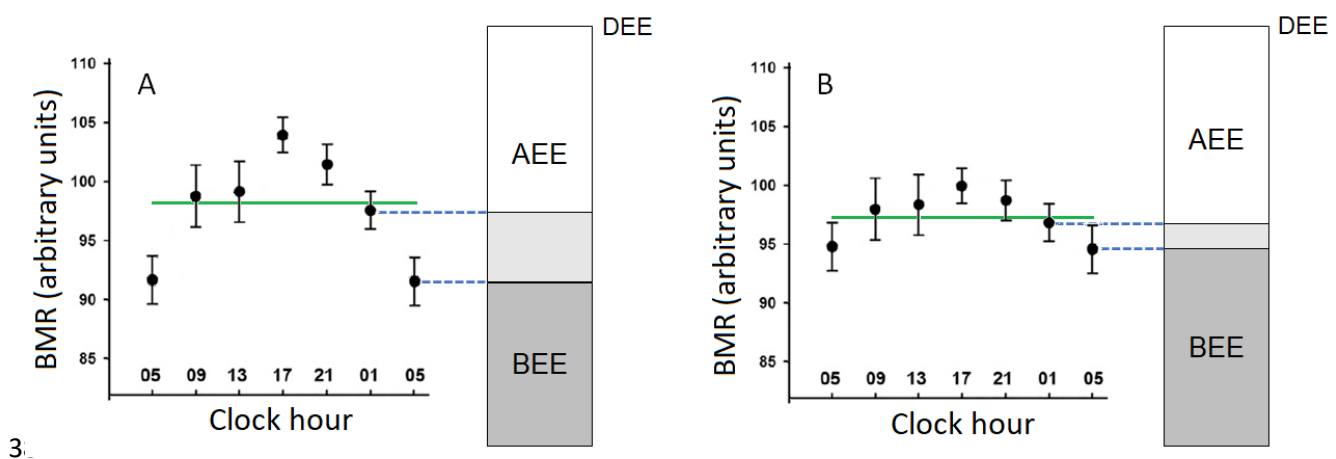 A
BMR (arbitrary units)
110
105
100
95
90
85
05 09 13 17 21 01 05
Clock hour
DEE
AEE
BEE
B
BMR (arbitrary units)
110
105
100
95
90
85
05 09 13 17 21 01 05
Clock hour
DEE
AEE
BEE